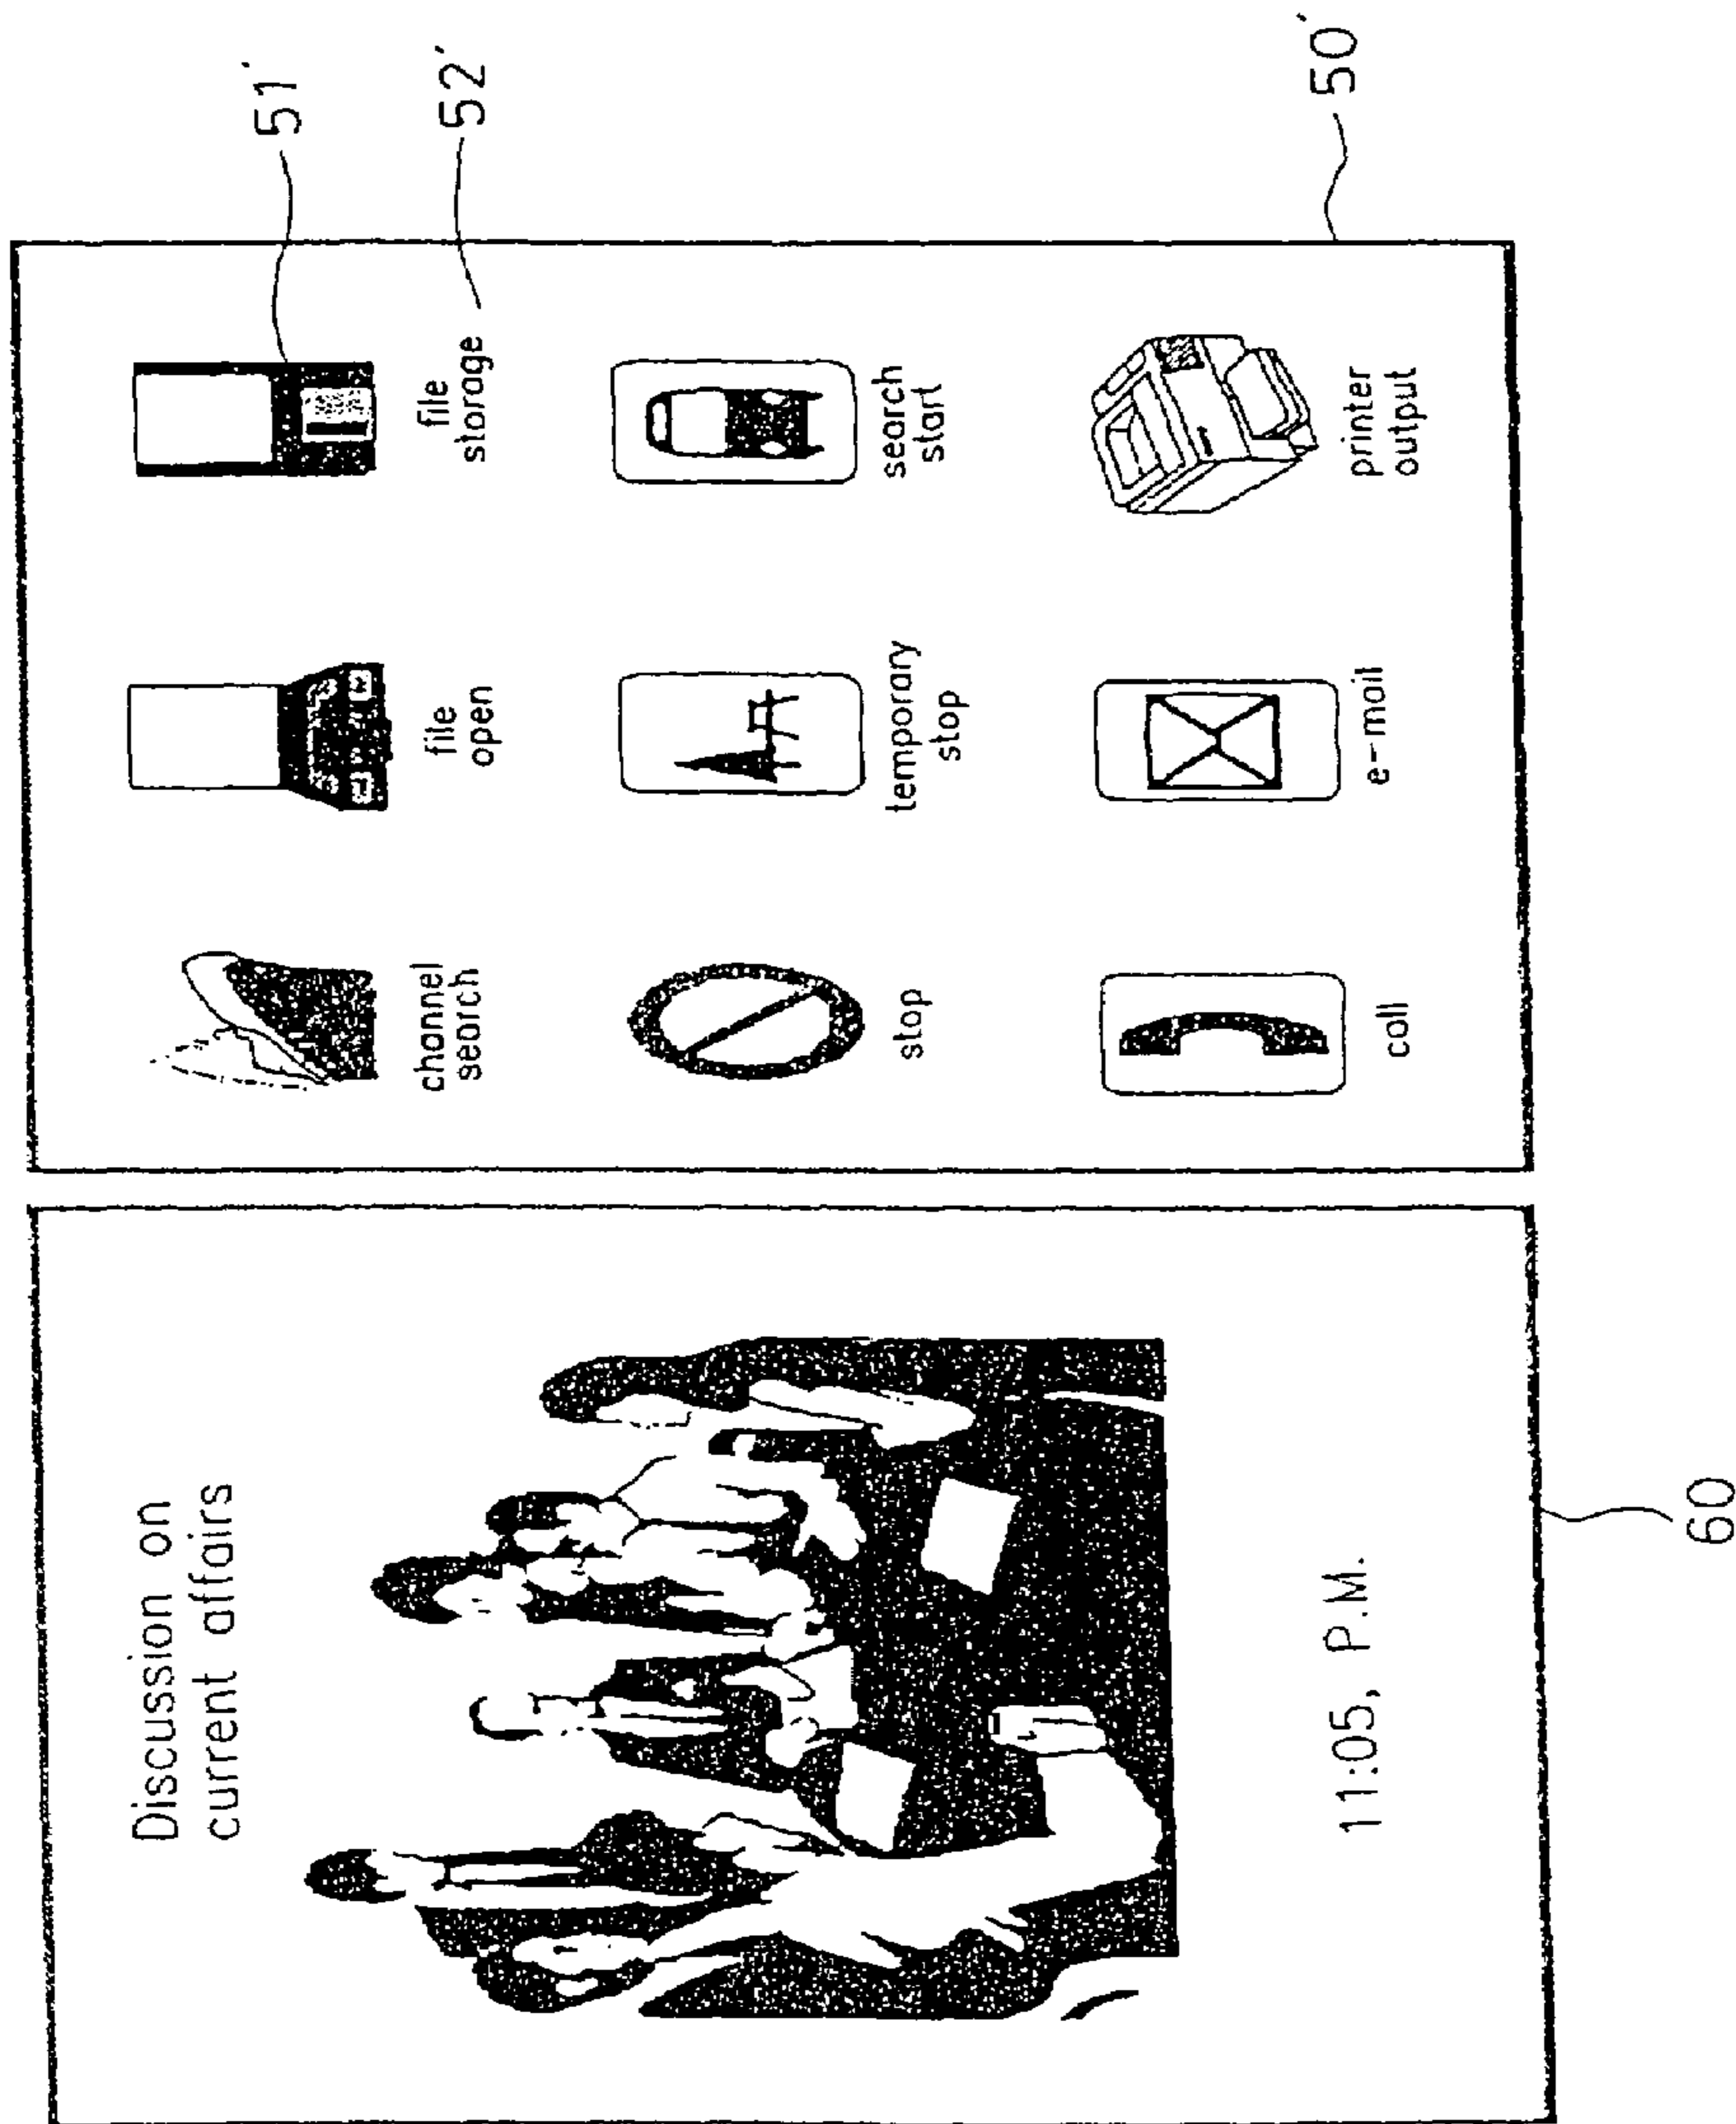 Discussion on
current affairs
11:05, P.M.
60
channel
search
file
open
file
storage
51'
52'
stop
temporary
stop
search
start
call
e-mail
printer
output
50'